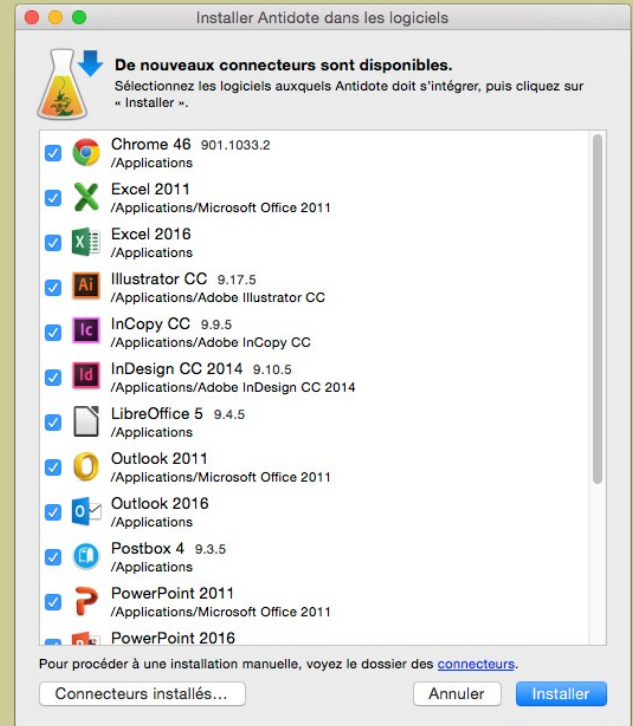 Installer Antidote dans les logiciels
De nouveaux connecteurs sont disponibles.
Sélectionnez les logiciels auxquels Antidote doit s'intégrer, puis cliquez sur
« Installer ».
Chrome 46 901.1033.2
/Applications
Excel 2011
/Applications/Microsoft Office 2011
Excel 2016
/Applications
Ai
Illustrator CC 9.17.5
/Applications/Adobe Illustrator CC
Ic
InCopy CC 9.9.5
/Applications/Adobe InCopy CC
Id
InDesign CC 2014 9.10.5
/Applications/Adobe InDesign CC 2014
LibreOffice 5 9.4.5
/Applications
Outlook 2011
/Applications/Microsoft Office 2011
Outlook 2016
/Applications
Postbox 4 9.3.5
/Applications
PowerPoint 2011
/Applications/Microsoft Office 2011
PowerPoint 2016
Pour procéder à une installation manuelle, voyez le dossier des connecteurs.
Connecteurs installés...
Annuler
Installer